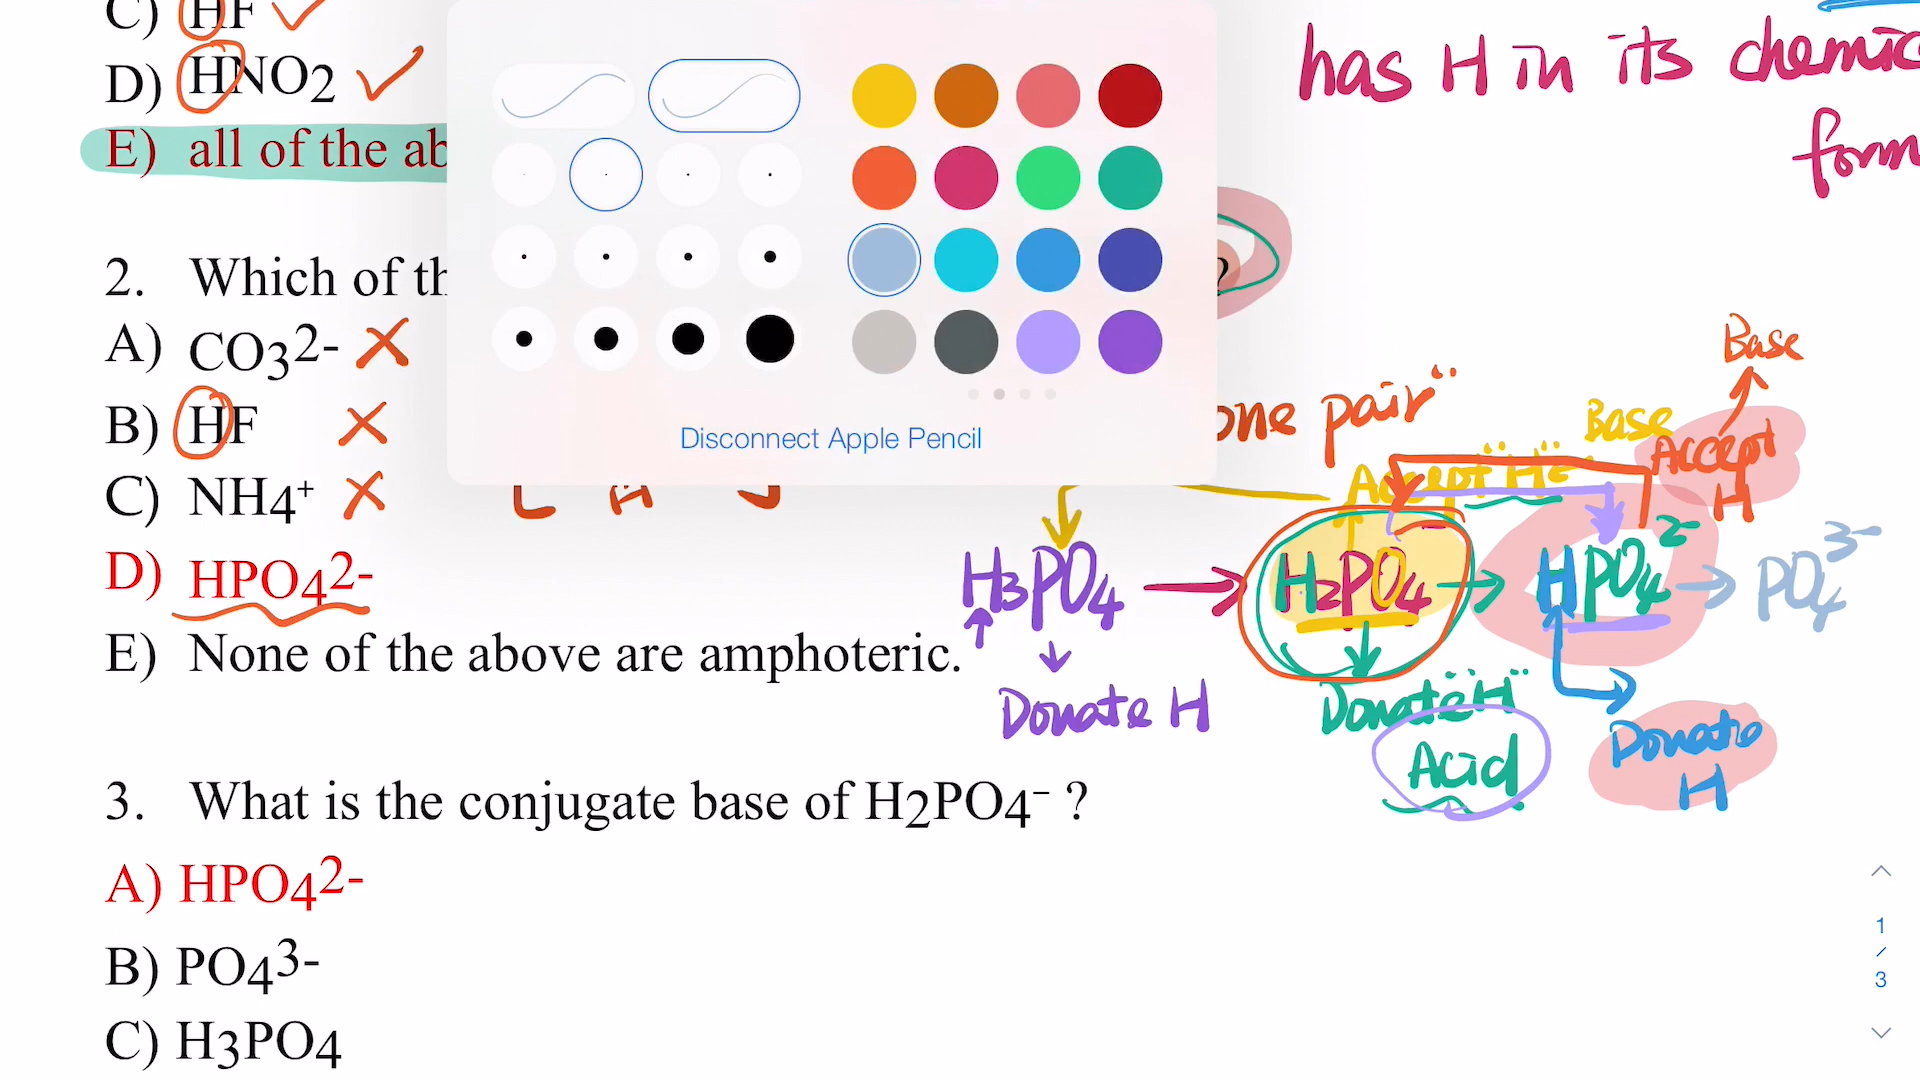 C) HF ✓
D) HNO2 ✓
E) all of the ab
has H in its chemic
form
2. Which of th
?
A) CO32- ✗
B) HF ✗
C) NH4+ ✗
D) HPO42-
E) None of the above are amphoteric.
Disconnect Apple Pencil
one pair
Base
Base
Accept "H"
Accept
H
H3PO4 → H2PO4 → HPO4 2- → PO4 3-
Donate H
Donate "H"
Acid
Donate
H
3. What is the conjugate base of H2PO4– ?
A) HPO42-
B) PO43-
C) H3PO4
1
/
3